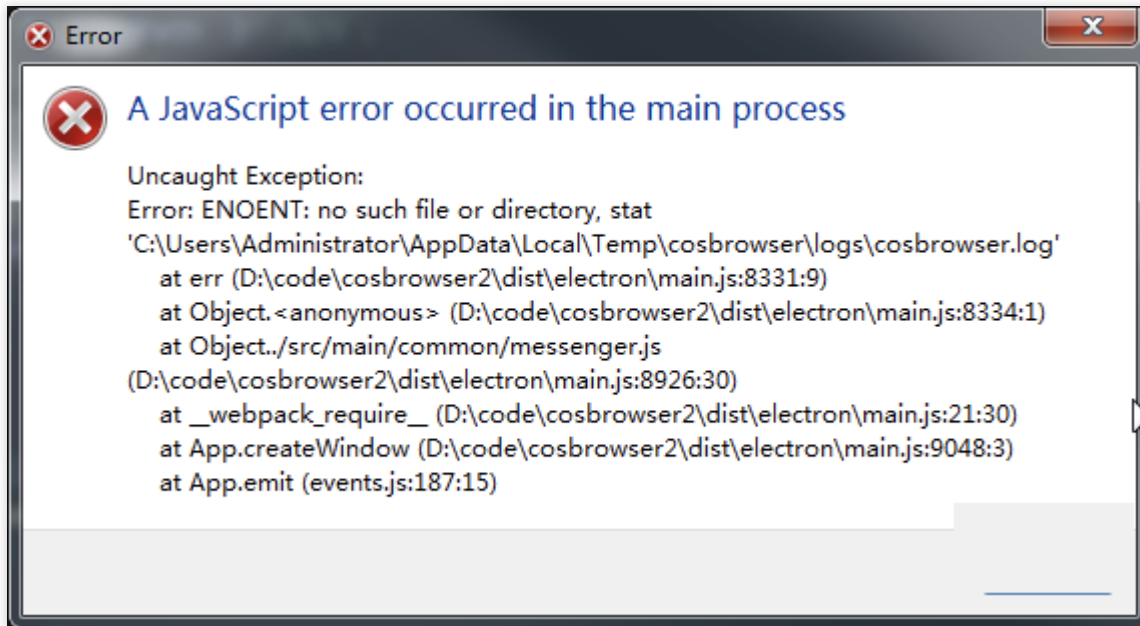 Error
A JavaScript error occurred in the main process
Uncaught Exception:
Error: ENOENT: no such file or directory, stat
'C:\Users\Administrator\AppData\Local\Temp\cosbrowser\logs\cosbrowser.log'
at err (D:\code\cosbrowser2\dist\electron\main.js:8331:9)
at Object.<anonymous> (D:\code\cosbrowser2\dist\electron\main.js:8334:1)
at Object../src/main/common/messenger.js
(D:\code\cosbrowser2\dist\electron\main.js:8926:30)
at __webpack_require__ (D:\code\cosbrowser2\dist\electron\main.js:21:30)
at App.createWindow (D:\code\cosbrowser2\dist\electron\main.js:9048:3)
at App.emit (events.js:187:15)